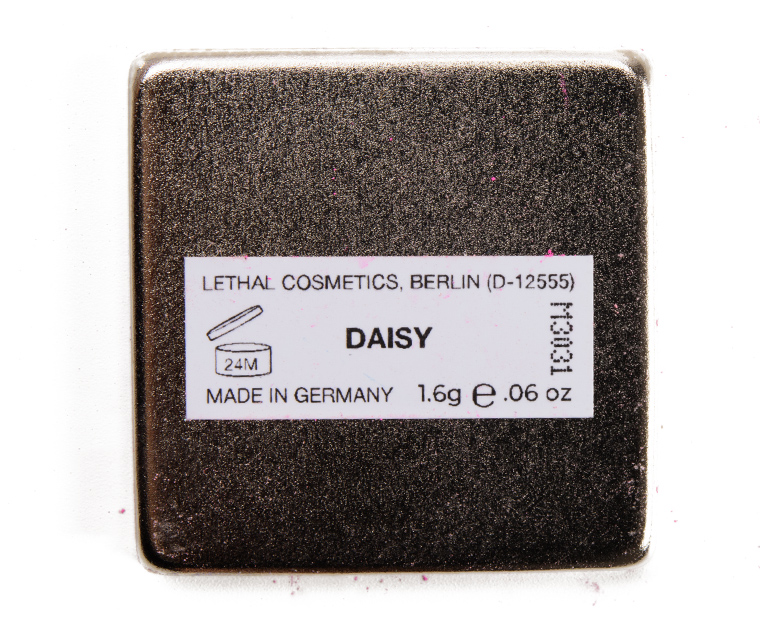 LETHAL COSMETICS, BERLIN (D-12555)
DAISY
M3031
24M
MADE IN GERMANY 1.6g ℮ .06 oz